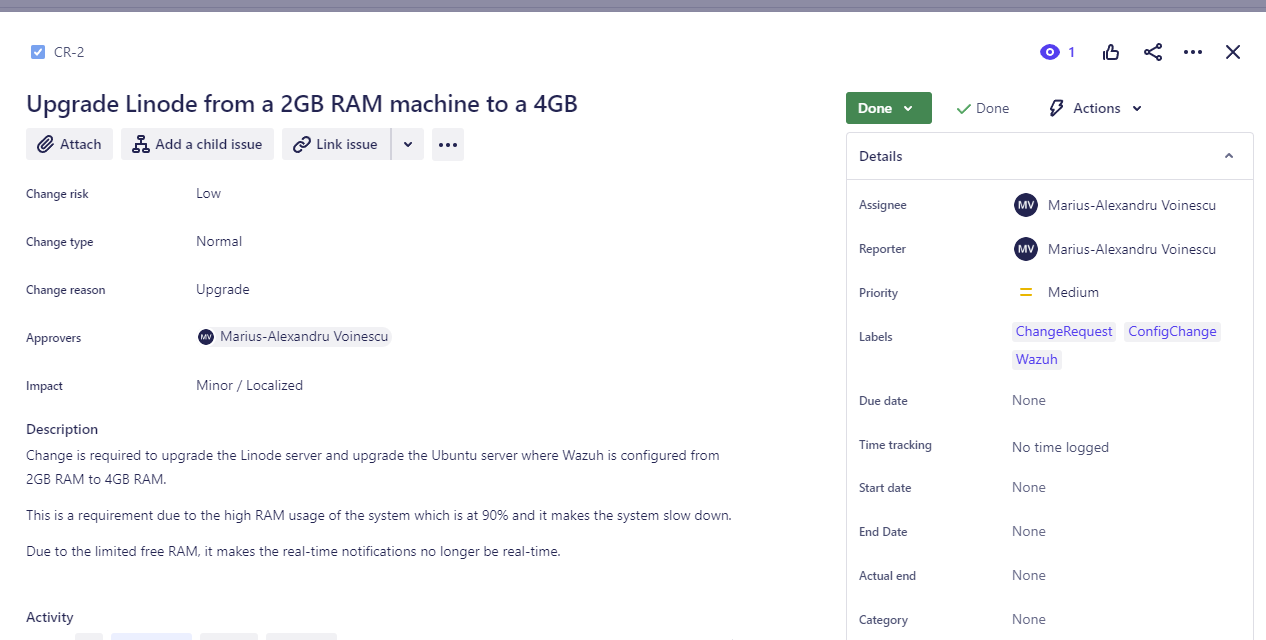 CR-2
1
Upgrade Linode from a 2GB RAM machine to a 4GB
Attach
Add a child issue
Link issue
Change risk
Low
Change type
Normal
Change reason
Upgrade
Approvers
MV
Marius-Alexandru Voinescu
Impact
Minor / Localized
Description
Change is required to upgrade the Linode server and upgrade the Ubuntu server where Wazuh is configured from
2GB RAM to 4GB RAM.
This is a requirement due to the high RAM usage of the system which is at 90% and it makes the system slow down.
Due to the limited free RAM, it makes the real-time notifications no longer be real-time.
Activity
Done
Done
Actions
Details
Assignee
MV
Marius-Alexandru Voinescu
Reporter
MV
Marius-Alexandru Voinescu
Priority
Medium
Labels
ChangeRequest ConfigChange
Wazuh
Due date
None
Time tracking
No time logged
Start date
None
End Date
None
Actual end
None
Category
None